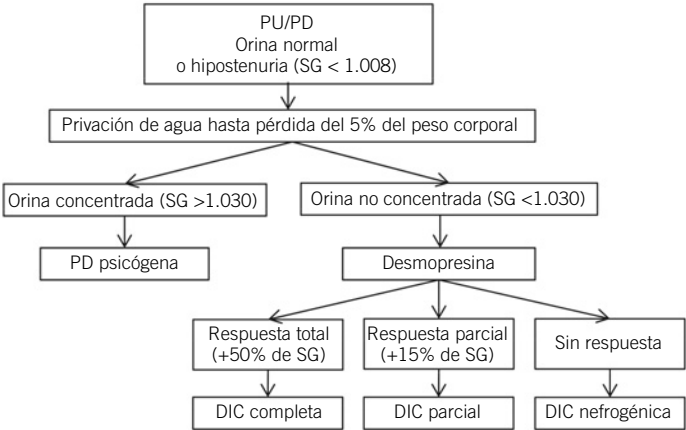 PU/PD
Orina normal
o hipostenuria (SG < 1.008)
Privación de agua hasta pérdida del 5% del peso corporal
Orina concentrada (SG >1.030)
Orina no concentrada (SG <1.030)
PD psicógena
Desmopresina
Respuesta total
(+50% de SG)
Respuesta parcial
(+15% de SG)
Sin respuesta
DIC completa
DIC parcial
DIC nefrogénica